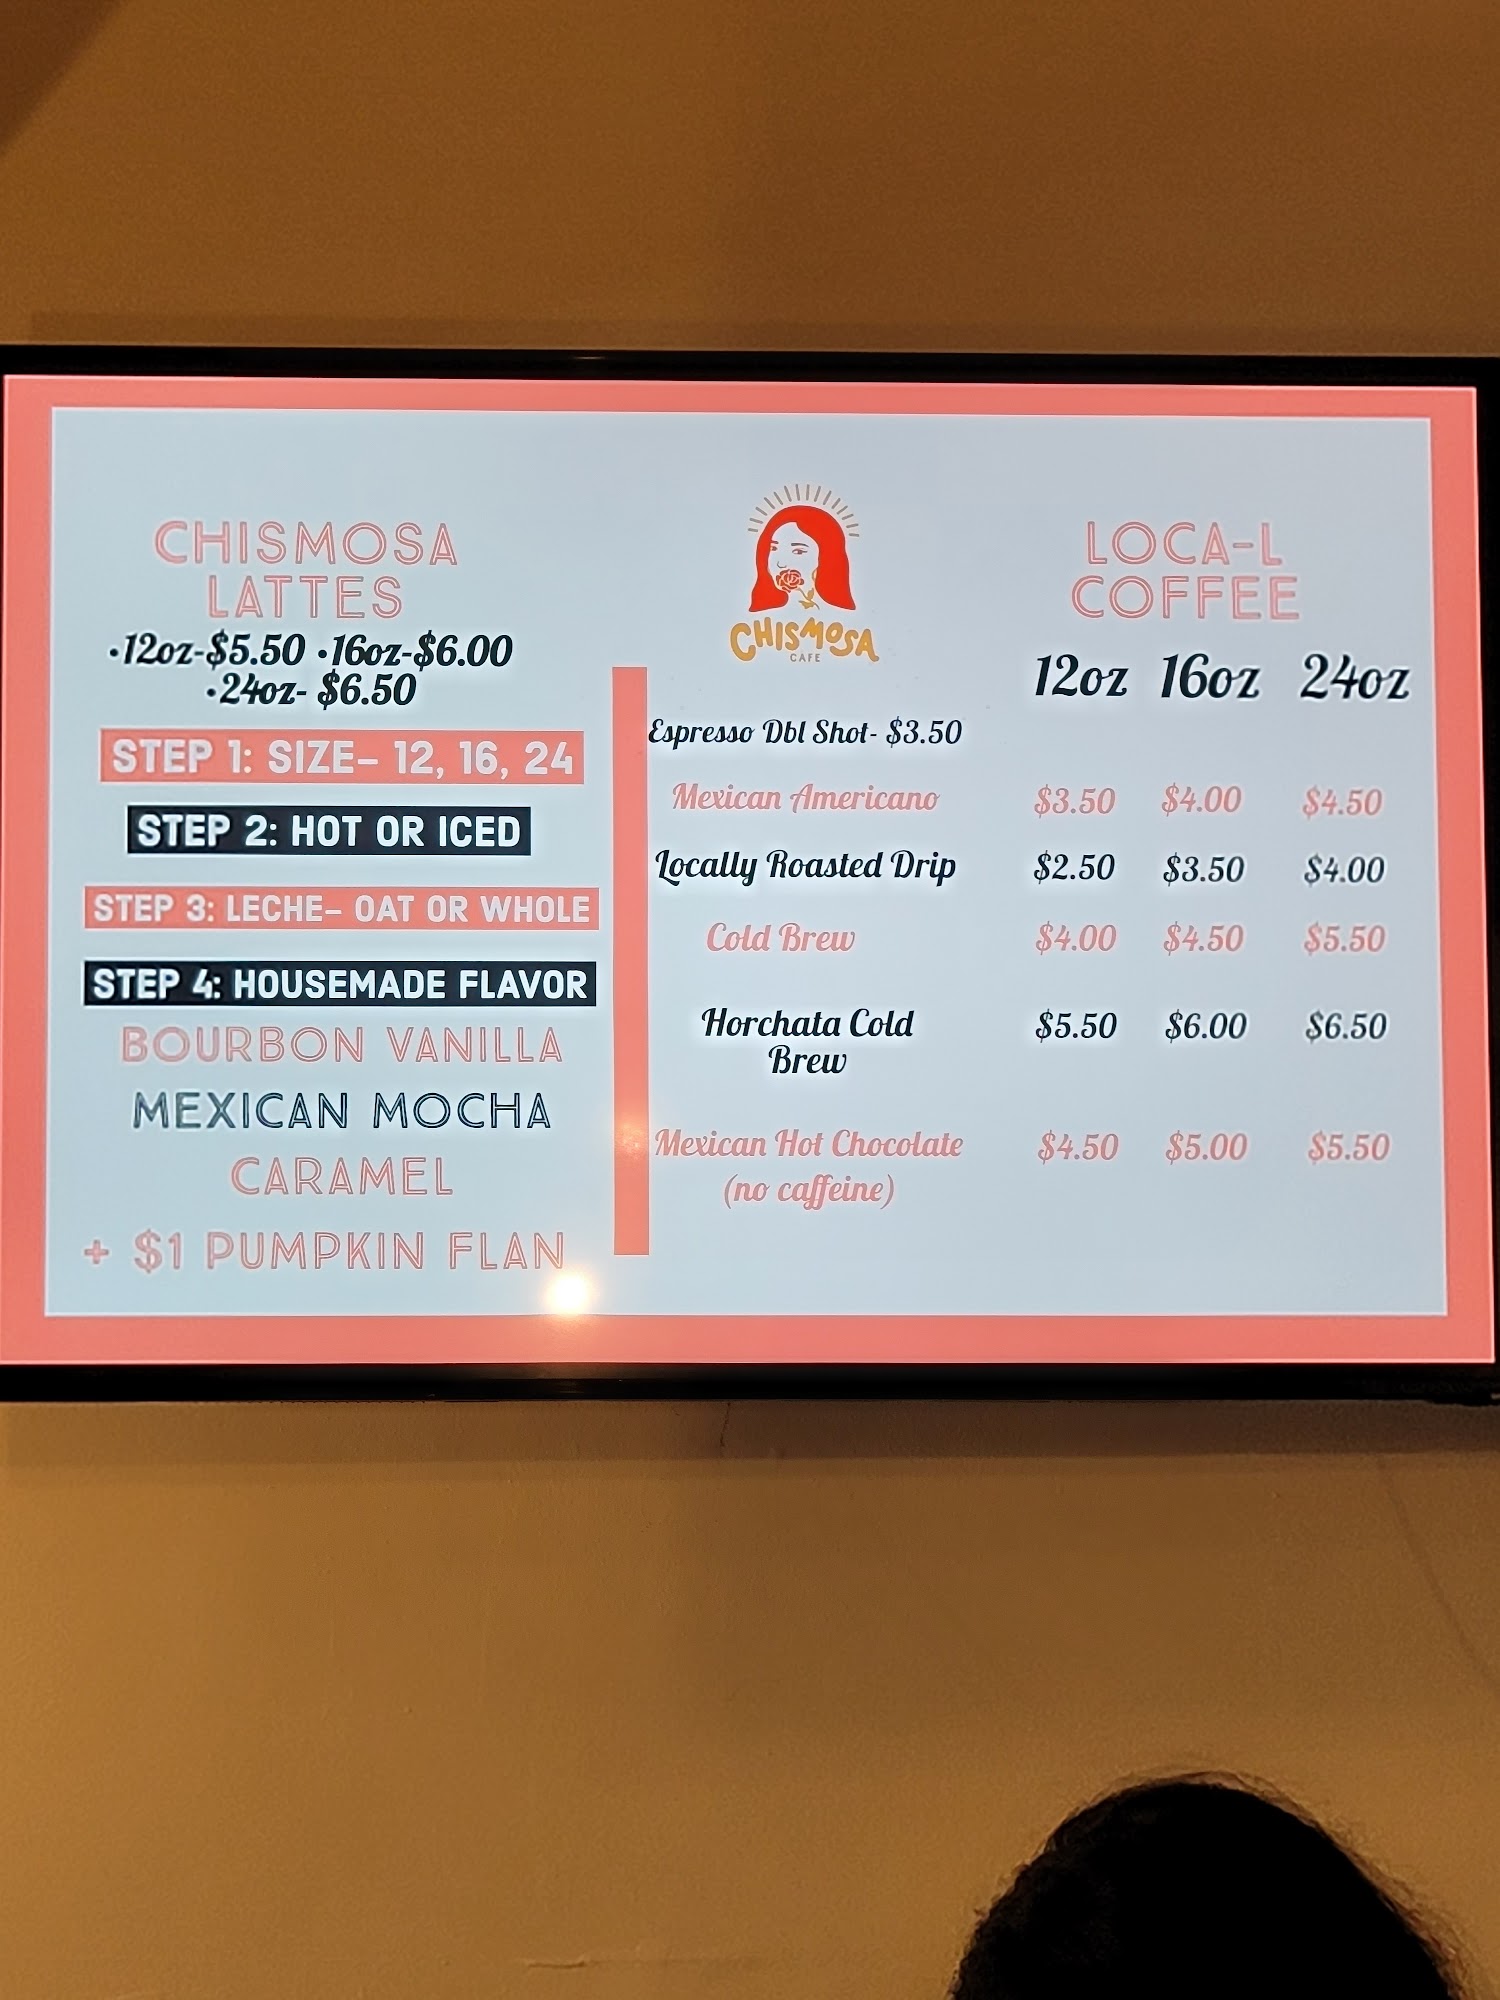 CHISMOSA
LATTES
•12oz-$5.50 •16oz-$6.00
•24oz- $6.50
STEP 1: SIZE– 12, 16, 24
STEP 2: HOT OR ICED
STEP 3: LECHE– OAT OR WHOLE
STEP 4: HOUSEMADE FLAVOR
BOURBON VANILLA
MEXICAN MOCHA
CARAMEL
+ $1 PUMPKIN FLAN
CHISMOSA
CAFE
LOCA-L
COFFEE
12oz 16oz 24oz
Espresso Dbl Shot- $3.50
Mexican Americano $3.50 $4.00 $4.50
Locally Roasted Drip $2.50 $3.50 $4.00
Cold Brew $4.00 $4.50 $5.50
Horchata Cold $5.50 $6.00 $6.50
Brew
Mexican Hot Chocolate $4.50 $5.00 $5.50
(no caffeine)